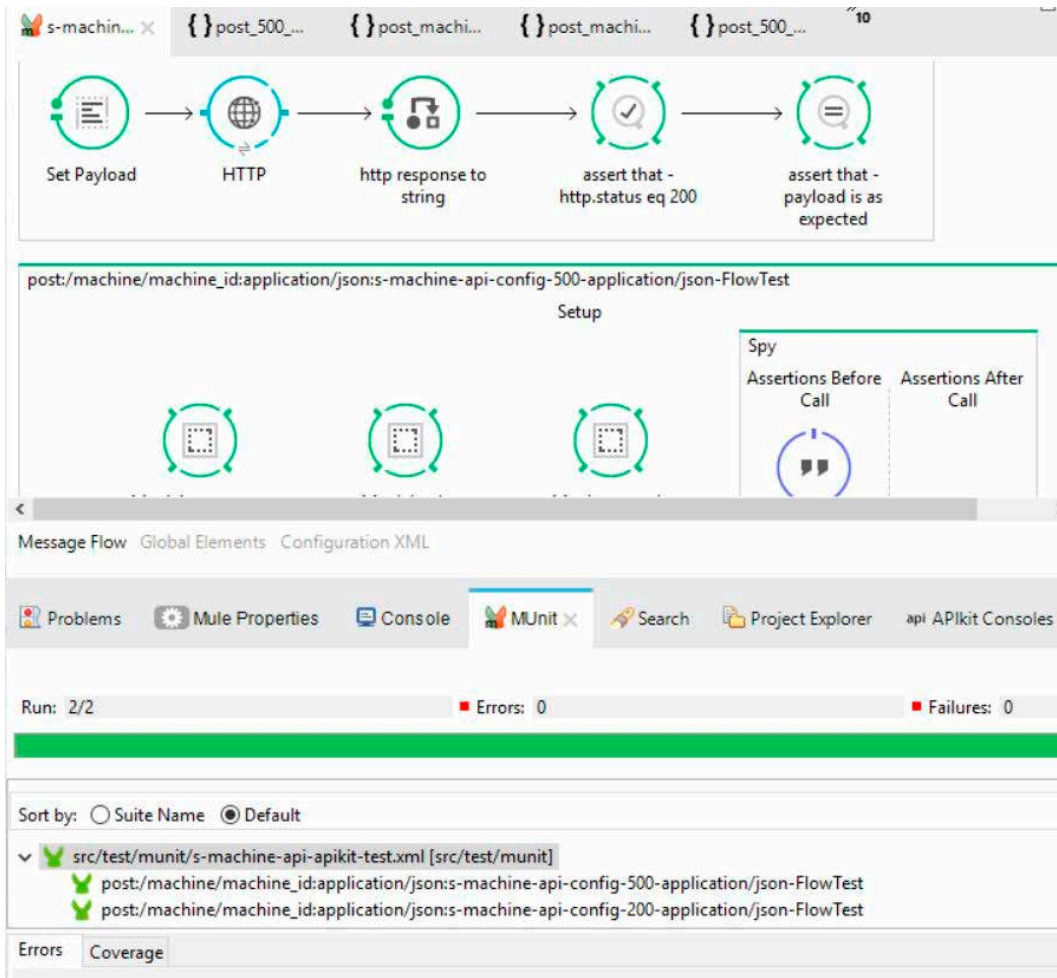 s-machin...
{ } post_500_...
{ } post_machi...
{ } post_machi...
{ } post_500_...
"10
Set Payload
HTTP
http response to
string
assert that -
http.status eq 200
assert that -
payload is as
expected
post:/machine/machine_id:application/json:s-machine-api-config-500-application/json-FlowTest
Setup
Spy
Assertions Before
Call
Assertions After
Call
Message Flow
Global Elements
Configuration XML
Problems
Mule Properties
Console
MUnit
Search
Project Explorer
api APIkit Consoles
Run: 2/2
Errors: 0
Failures: 0
Sort by:
Suite Name
Default
src/test/munit/s-machine-api-apikit-test.xml [src/test/munit]
post:/machine/machine_id:application/json:s-machine-api-config-500-application/json-FlowTest
post:/machine/machine_id:application/json:s-machine-api-config-200-application/json-FlowTest
Errors
Coverage